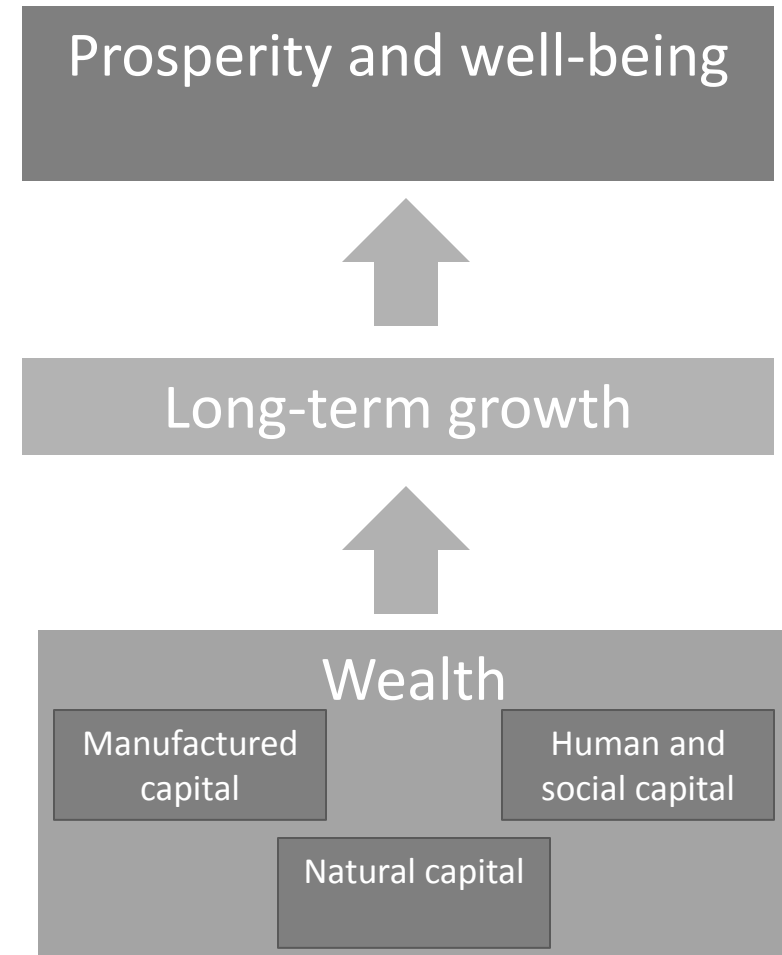 Prosperity and well-being
Long-term growth
Wealth
Manufactured
capital
Human and
social capital
Natural capital